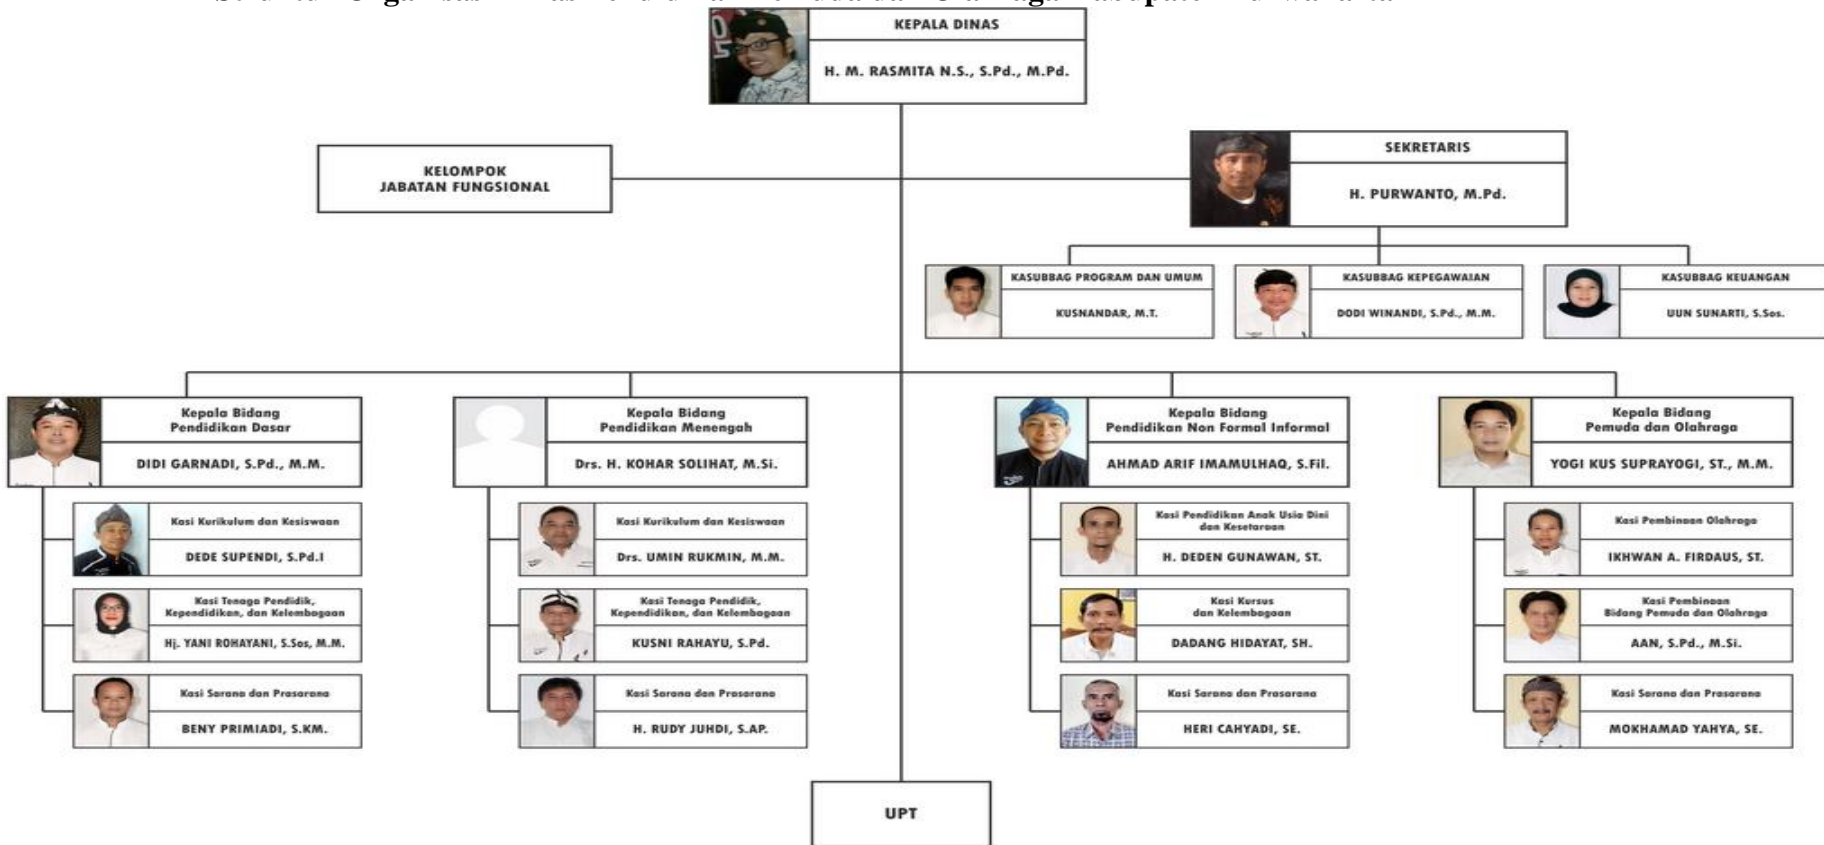 KEPALA DINAS
H. M. RASMITA N.S., S.Pd., M.Pd.
KELOMPOK
JABATAN FUNGSIONAL
SEKRETARIS
H. PURWANTO, M.Pd.
KASUBBAG PROGRAM DAN UMUM
KUSNANDAR, M.T.
KASUBBAG KEPEGAWAIAN
DODI WINANDI, S.Pd., M.M.
KASUBBAG KEUANGAN
UUN SUNARTI, S.Sos.
Kepala Bidang
Pendidikan Dasar
DIDI GARNADI, S.Pd., M.M.
Kasi Kurikulum dan Kesiswaan
DEDE SUPENDI, S.Pd.I
Kasi Tenaga Pendidik,
Kependidikan, dan Kelembagaan
Hj. YANI ROHAYANI, S.Sos, M.M.
Kasi Sarana dan Prasarana
BENY PRIMIADI, S.KM.
Kepala Bidang
Pendidikan Menengah
Drs. H. KOHAR SOLIHAT, M.Si.
Kasi Kurikulum dan Kesiswaan
Drs. UMIN RUKMIN, M.M.
Kasi Tenaga Pendidik,
Kependidikan, dan Kelembagaan
KUSNI RAHAYU, S.Pd.
Kasi Sarana dan Prasarana
H. RUDY JUHDI, S.AP.
Kepala Bidang
Pendidikan Non Formal Informal
AHMAD ARIF IMAMULHAQ, S.Fil.
Kasi Pendidikan Anak Usia Dini
dan Kesetaraan
H. DEDEN GUNAWAN, ST.
Kasi Kursus
dan Kelembagaan
DADANG HIDAYAT, SH.
Kasi Sarana dan Prasarana
HERI CAHYADI, SE.
Kepala Bidang
Pemuda dan Olahraga
YOGI KUS SUPRAYOGI, ST., M.M.
Kasi Pembinaan Olahraga
IKHWAN A. FIRDAUS, ST.
Kasi Pembinaan
Bidang Pemuda dan Olahraga
AAN, S.Pd., M.Si.
Kasi Sarana dan Prasarana
MOKHAMAD YAHYA, SE.
UPT